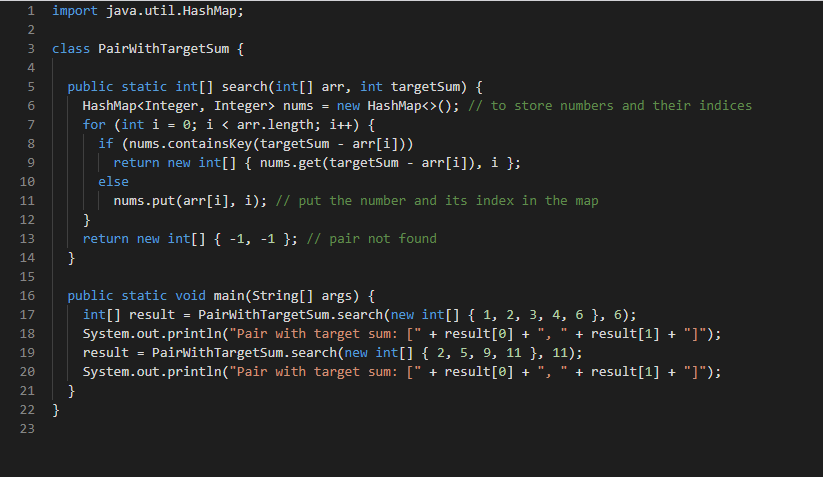 1 import java.util.HashMap;
2
3 class PairWithTargetSum {
4
5   public static int[] search(int[] arr, int targetSum) {
6     HashMap<Integer, Integer> nums = new HashMap<>(); // to store numbers and their indices
7     for (int i = 0; i < arr.length; i++) {
8       if (nums.containsKey(targetSum - arr[i]))
9         return new int[] { nums.get(targetSum - arr[i]), i };
10       else
11         nums.put(arr[i], i); // put the number and its index in the map
12     }
13     return new int[] { -1, -1 }; // pair not found
14   }
15
16   public static void main(String[] args) {
17     int[] result = PairWithTargetSum.search(new int[] { 1, 2, 3, 4, 6 }, 6);
18     System.out.println("Pair with target sum: [" + result[0] + ", " + result[1] + "]");
19     result = PairWithTargetSum.search(new int[] { 2, 5, 9, 11 }, 11);
20     System.out.println("Pair with target sum: [" + result[0] + ", " + result[1] + "]");
21   }
22 }
23